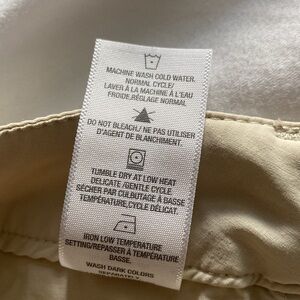 MACHINE WASH COLD WATER.
NORMAL CYCLE/
LAVER À LA MACHINE À L'EAU
FROIDE,RÉGLAGE NORMAL
DO NOT BLEACH/ NE PAS UTILISER
D'AGENT DE BLANCHIMENT.
TUMBLE DRY AT LOW HEAT
DELICATE /GENTLE CYCLE.
SÉCHER PAR CULBUTAGE À BASSE
TEMPÉRATURE,CYCLE DÉLICAT.
IRON LOW TEMPERATURE
SETTING/REPASSER À TEMPÉRATURE
BASSE.
WASH DARK COLORS
SEPARATELY